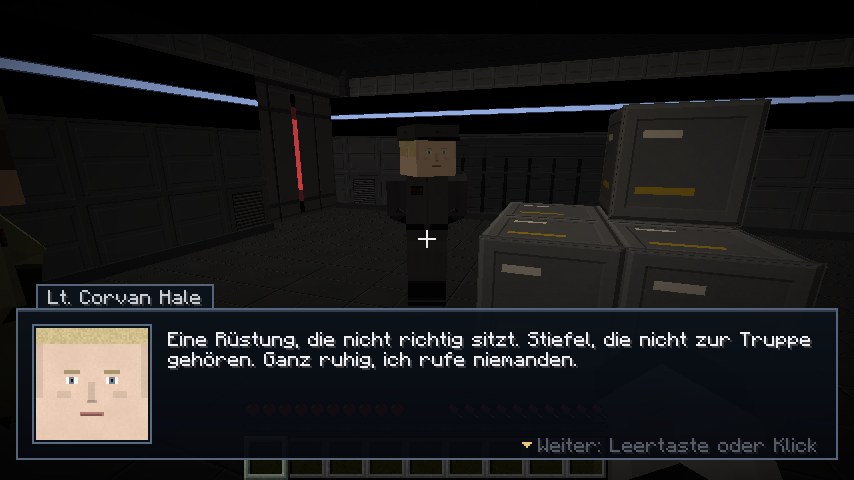 Lt. Corvan Hale
Eine Rüstung, die nicht richtig sitzt. Stiefel, die nicht zur Truppe
gehören. Ganz ruhig, ich rufe niemanden.
Weiter: Leertaste oder Klick